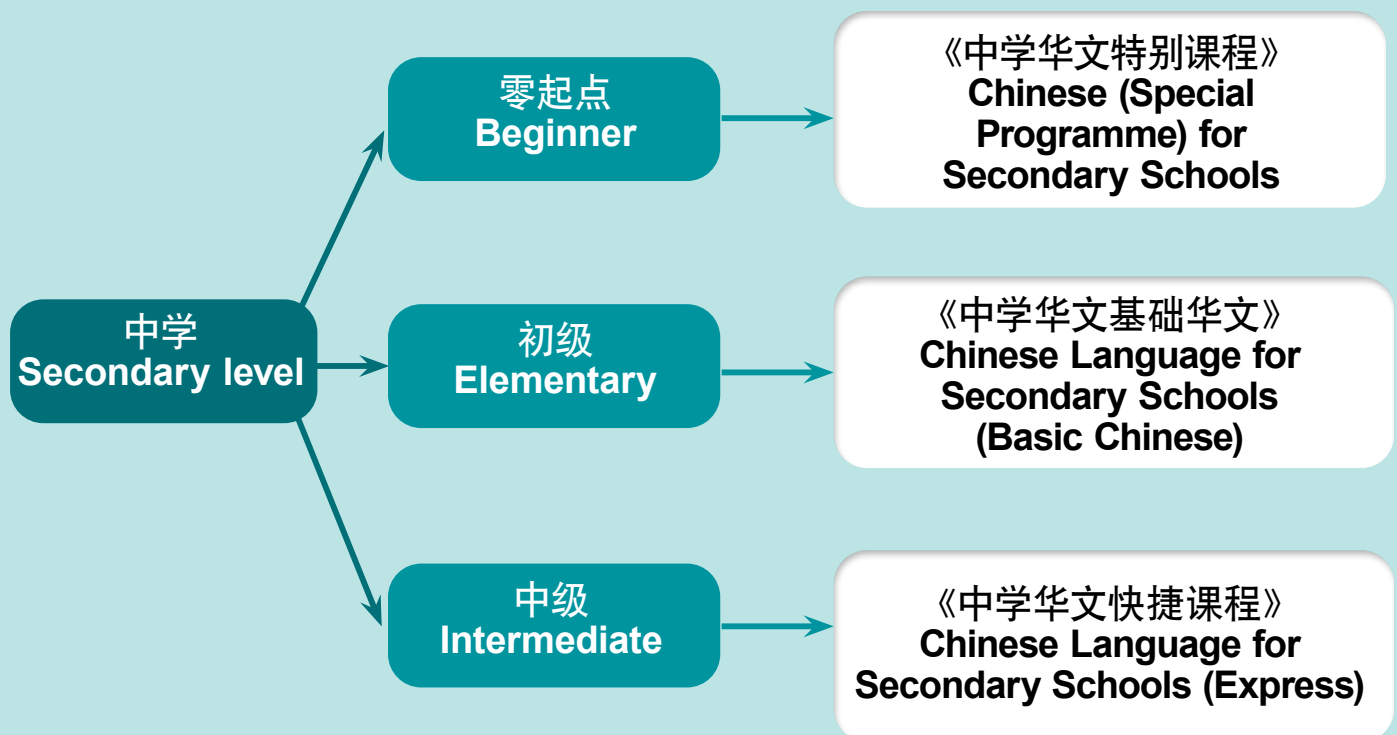 中学
Secondary level
零起点
Beginner
《中学华文特别课程》
Chinese (Special
Programme) for
Secondary Schools
初级
Elementary
《中学华文基础华文》
Chinese Language for
Secondary Schools
(Basic Chinese)
中级
Intermediate
《中学华文快捷课程》
Chinese Language for
Secondary Schools (Express)